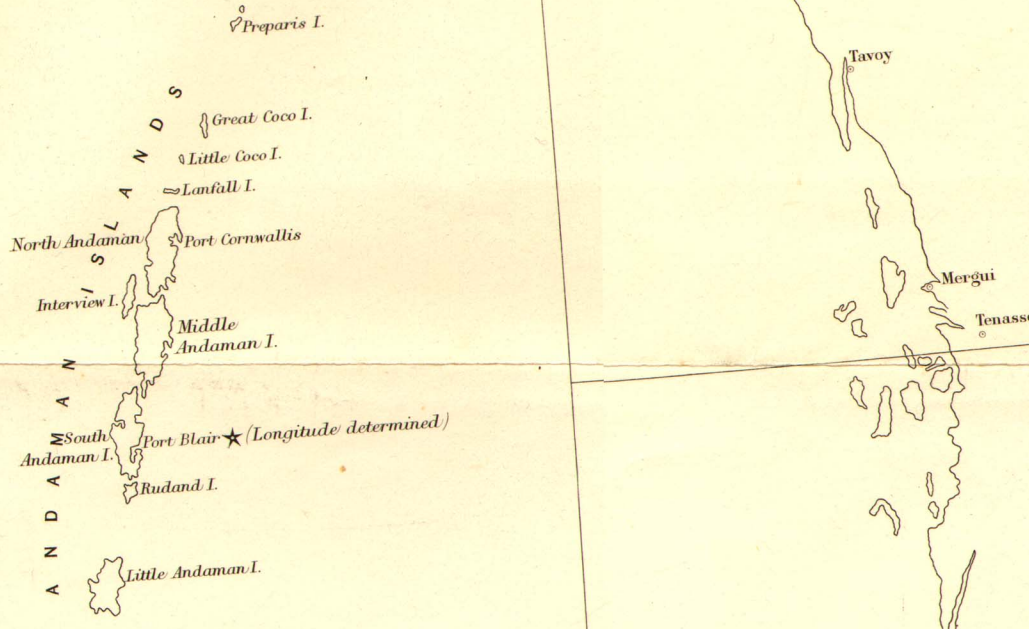 Preparis I.
Tavoy
Great Coco I.
Little Coco I.
Lanfall I.
North Andaman
Port Cornwallis
Interview I.
Mergui
Tenasse
Middle
Andaman I.
South
Andaman I.
Port Blair ★ (Longitude determined)
Rudand I.
Little Andaman I.
ANDAMAN ISLANDS